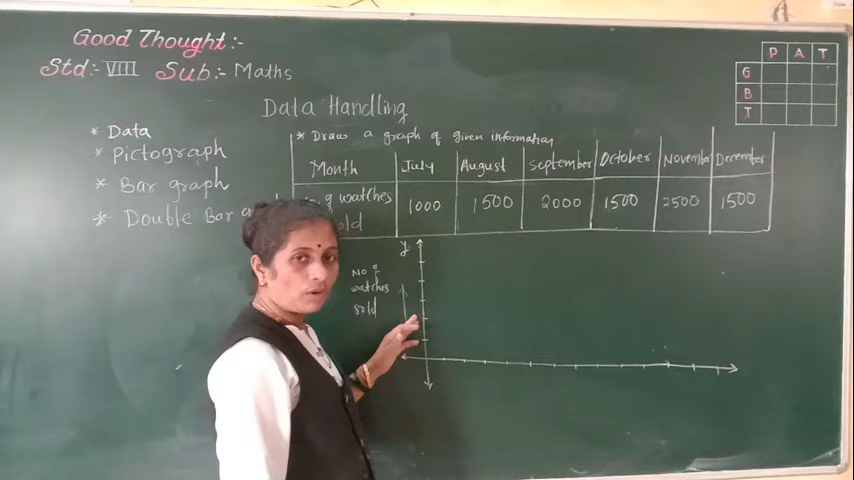 Good Thought :-
Std:- VIII Sub:- Maths
P A T
G
B
T
Data Handling
* Data
* Pictograph
* Bar graph
* Double Bar
* Draw a graph of given information
Month July August September October November December
of watches sold 1000 1500 2000 1500 2500 1500
y
No of
watches
sold